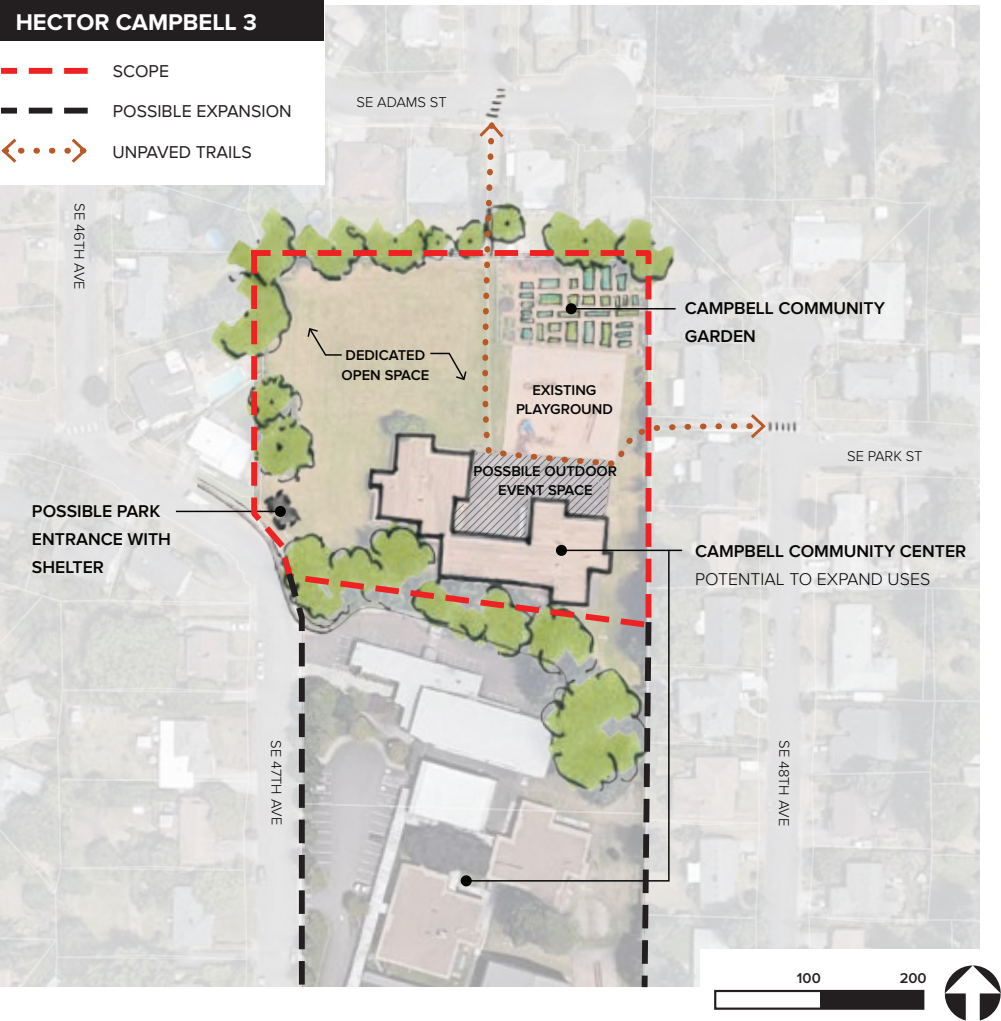 HECTOR CAMPBELL 3
SCOPE
POSSIBLE EXPANSION
UNPAVED TRAILS
SE ADAMS ST
SE 46TH AVE
CAMPBELL COMMUNITY
GARDEN
DEDICATED
OPEN SPACE
EXISTING
PLAYGROUND
SE PARK ST
POSSBILE OUTDOOR
EVENT SPACE
POSSIBLE PARK
ENTRANCE WITH
SHELTER
CAMPBELL COMMUNITY CENTER
POTENTIAL TO EXPAND USES
SE 47TH AVE
SE 48TH AVE
100 200